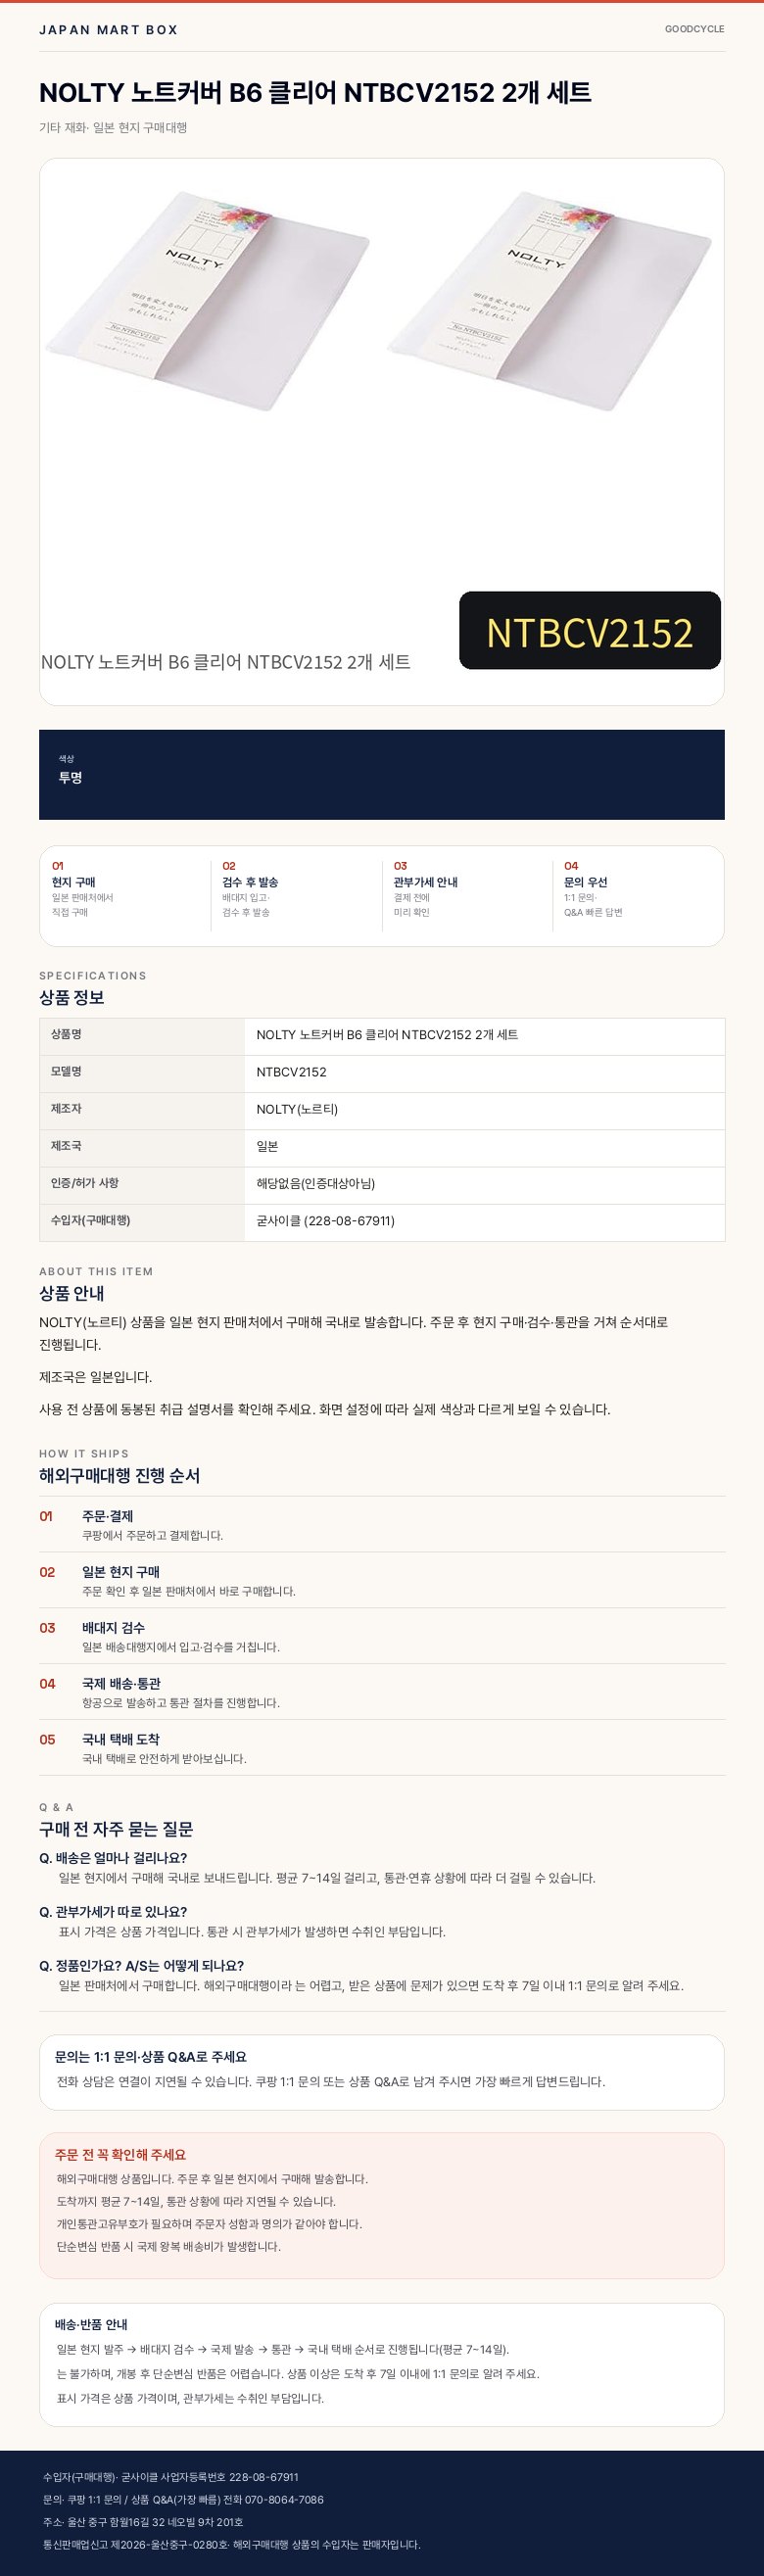 JAPAN MART BOX
GOODCYCLE
NOLTY 노트커버 B6 클리어 NTBCV2152 2개 세트
기타 재화· 일본 현지 구매대행
NOLTY
notebook
明日を変えるのは
一冊のノート
かもしれない
No.NTBCV2152
NOLTY
notebook
明日を変えるのは
一冊のノート
かもしれない
No.NTBCV2152
NTBCV2152
NOLTY 노트커버 B6 클리어 NTBCV2152 2개 세트
색상
투명
01
현지 구매
일본 판매처에서
직접 구매
02
검수 후 발송
배대지 입고·
검수 후 발송
03
관부가세 안내
결제 전에
미리 확인
04
문의 우선
1:1 문의·
Q&A 빠른 답변
SPECIFICATIONS
상품 정보
상품명 NOLTY 노트커버 B6 클리어 NTBCV2152 2개 세트
모델명 NTBCV2152
제조자 NOLTY(노르티)
제조국 일본
인증/허가 사항 해당없음(인증대상아님)
수입자(구매대행) 굳사이클 (228-08-67911)
ABOUT THIS ITEM
상품 안내
NOLTY(노르티) 상품을 일본 현지 판매처에서 구매해 국내로 발송합니다. 주문 후 현지 구매·검수·통관을 거쳐 순서대로
진행됩니다.
제조국은 일본입니다.
사용 전 상품에 동봉된 취급 설명서를 확인해 주세요. 화면 설정에 따라 실제 색상과 다르게 보일 수 있습니다.
HOW IT SHIPS
해외구매대행 진행 순서
01 주문·결제
쿠팡에서 주문하고 결제합니다.
02 일본 현지 구매
주문 확인 후 일본 판매처에서 바로 구매합니다.
03 배대지 검수
일본 배송대행지에서 입고·검수를 거칩니다.
04 국제 배송·통관
항공으로 발송하고 통관 절차를 진행합니다.
05 국내 택배 도착
국내 택배로 안전하게 받아보십니다.
Q & A
구매 전 자주 묻는 질문
Q. 배송은 얼마나 걸리나요?
일본 현지에서 구매해 국내로 보내드립니다. 평균 7~14일 걸리고, 통관·연휴 상황에 따라 더 걸릴 수 있습니다.
Q. 관부가세가 따로 있나요?
표시 가격은 상품 가격입니다. 통관 시 관부가세가 발생하면 수취인 부담입니다.
Q. 정품인가요? A/S는 어떻게 되나요?
일본 판매처에서 구매합니다. 해외구매대행이라 는 어렵고, 받은 상품에 문제가 있으면 도착 후 7일 이내 1:1 문의로 알려 주세요.
문의는 1:1 문의·상품 Q&A로 주세요
전화 상담은 연결이 지연될 수 있습니다. 쿠팡 1:1 문의 또는 상품 Q&A로 남겨 주시면 가장 빠르게 답변드립니다.
주문 전 꼭 확인해 주세요
해외구매대행 상품입니다. 주문 후 일본 현지에서 구매해 발송합니다.
도착까지 평균 7~14일, 통관 상황에 따라 지연될 수 있습니다.
개인통관고유부호가 필요하며 주문자 성함과 명의가 같아야 합니다.
단순변심 반품 시 국제 왕복 배송비가 발생합니다.
배송·반품 안내
일본 현지 발주 → 배대지 검수 → 국제 발송 → 통관 → 국내 택배 순서로 진행됩니다(평균 7~14일).
는 불가하며, 개봉 후 단순변심 반품은 어렵습니다. 상품 이상은 도착 후 7일 이내에 1:1 문의로 알려 주세요.
표시 가격은 상품 가격이며, 관부가세는 수취인 부담입니다.
수입자(구매대행)· 굳사이클 사업자등록번호 228-08-67911
문의· 쿠팡 1:1 문의 / 상품 Q&A(가장 빠름) 전화 070-8064-7086
주소· 울산 중구 함월16길 32 네오빌 9차 201호
통신판매업신고 제2026-울산중구-0280호· 해외구매대행 상품의 수입자는 판매자입니다.